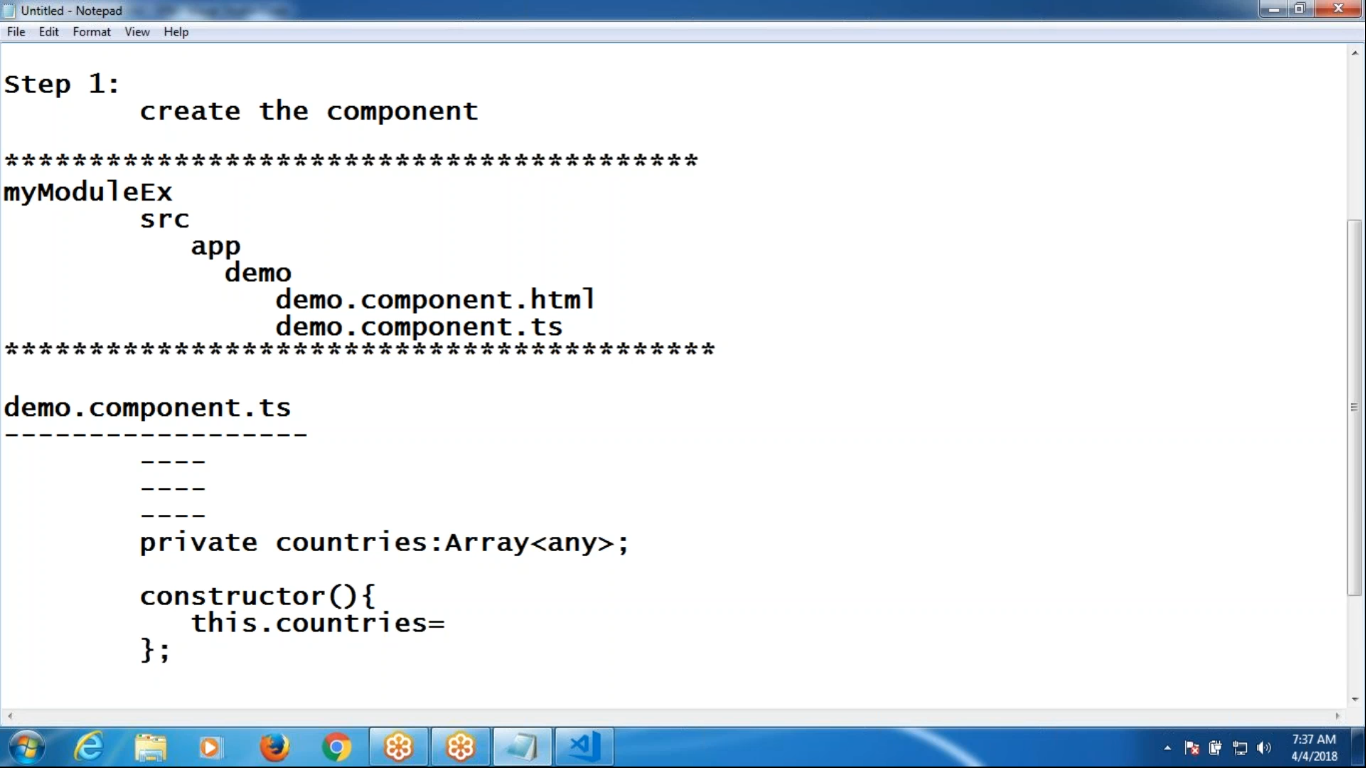 Untitled - Notepad
File Edit Format View Help
Step 1:
create the component
*****************************************
myModuleEx
src
app
demo
demo.component.html
demo.component.ts
******************************************
demo.component.ts
------------------
----
----
----
private countries:Array<any>;
constructor(){
this.countries=
};
7:37 AM
4/4/2018